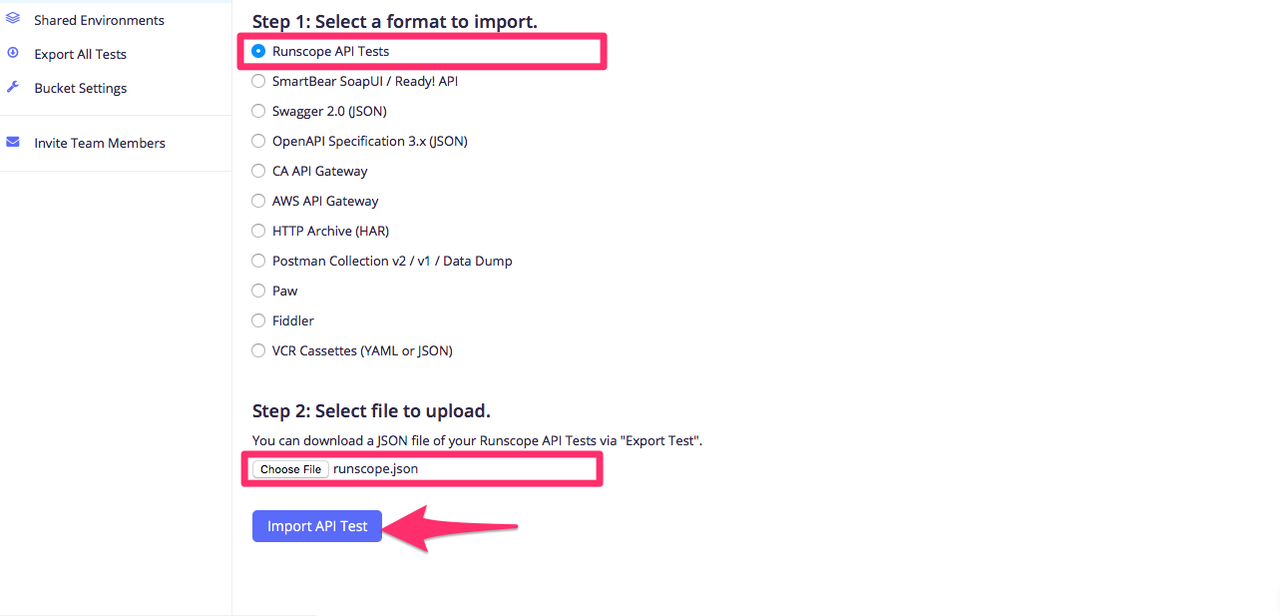 Shared Environments
Export All Tests
Bucket Settings
Invite Team Members
Step 1: Select a format to import.
Runscope API Tests
SmartBear SoapUI / Ready! API
Swagger 2.0 (JSON)
OpenAPI Specification 3.x (JSON)
CA API Gateway
AWS API Gateway
HTTP Archive (HAR)
Postman Collection v2 / v1 / Data Dump
Paw
Fiddler
VCR Cassettes (YAML or JSON)
Step 2: Select file to upload.
You can download a JSON file of your Runscope API Tests via "Export Test".
Choose File runscope.json
Import API Test